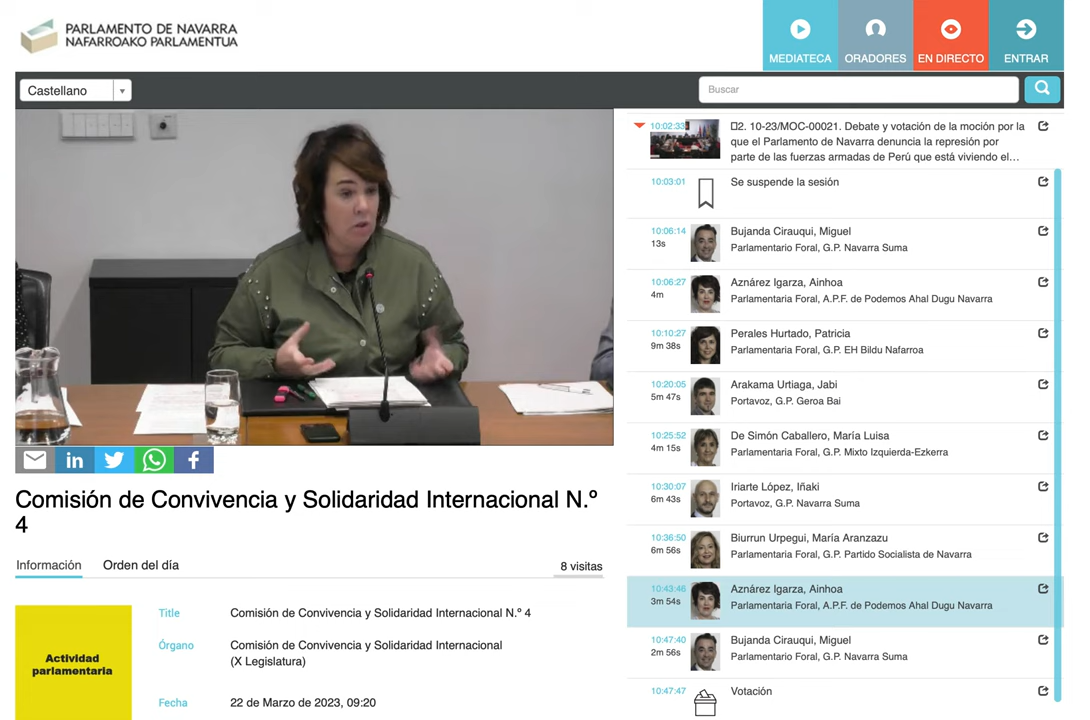 PARLAMENTO DE NAVARRA
NAFARROAKO PARLAMENTUA
MEDIATECA
ORADORES
EN DIRECTO
ENTRAR
Castellano
Buscar
10:02:33
2. 10-23/MOC-00021. Debate y votación de la moción por la
que el Parlamento de Navarra denuncia la represión por
parte de las fuerzas armadas de Perú que está viviendo el...
10:03:01
Se suspende la sesión
10:06:14
13s
Bujanda Cirauqui, Miguel
Parlamentario Foral, G.P. Navarra Suma
10:06:27
4m
Aznárez Igarza, Ainhoa
Parlamentaria Foral, A.P.F. de Podemos Ahal Dugu Navarra
10:10:27
9m 38s
Perales Hurtado, Patricia
Parlamentaria Foral, G.P. EH Bildu Nafarroa
10:20:05
5m 47s
Arakama Urtiaga, Jabi
Portavoz, G.P. Geroa Bai
10:25:52
4m 15s
De Simón Caballero, María Luisa
Parlamentaria Foral, G.P. Mixto Izquierda-Ezkerra
10:30:07
6m 43s
Iriarte López, Iñaki
Portavoz, G.P. Navarra Suma
10:36:50
6m 56s
Biurrun Urpegui, María Aranzazu
Parlamentaria Foral, G.P. Partido Socialista de Navarra
10:43:46
3m 54s
Aznárez Igarza, Ainhoa
Parlamentaria Foral, A.P.F. de Podemos Ahal Dugu Navarra
10:47:40
2m 56s
Bujanda Cirauqui, Miguel
Parlamentario Foral, G.P. Navarra Suma
10:47:47
Votación
in
f
Comisión de Convivencia y Solidaridad Internacional N.º
4
Información
Orden del día
8 visitas
Actividad
parlamentaria
Title
Comisión de Convivencia y Solidaridad Internacional N.º 4
Órgano
Comisión de Convivencia y Solidaridad Internacional
(X Legislatura)
Fecha
22 de Marzo de 2023, 09:20